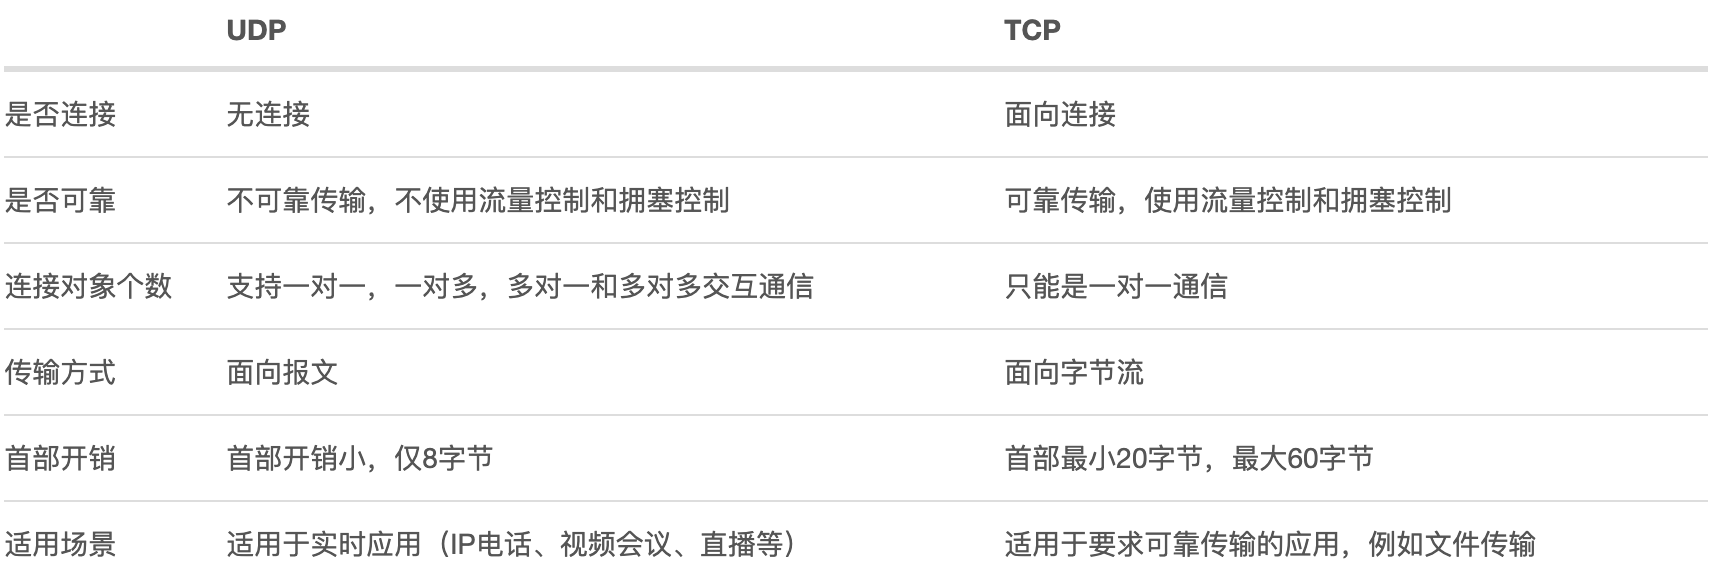 UDP TCP
是否连接 无连接 面向连接
是否可靠 不可靠传输，不使用流量控制和拥塞控制 可靠传输，使用流量控制和拥塞控制
连接对象个数 支持一对一，一对多，多对一和多对多交互通信 只能是一对一通信
传输方式 面向报文 面向字节流
首部开销 首部开销小，仅8字节 首部最小20字节，最大60字节
适用场景 适用于实时应用（IP电话、视频会议、直播等） 适用于要求可靠传输的应用，例如文件传输